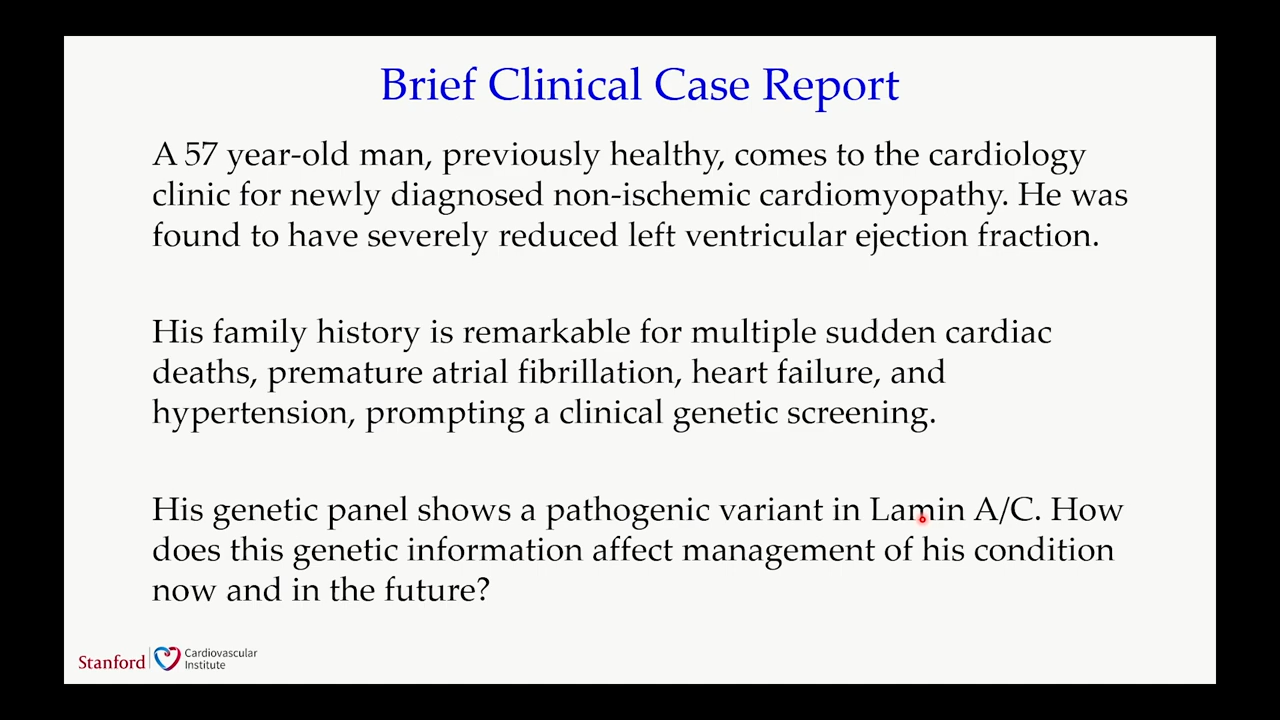 Brief Clinical Case Report
A 57 year-old man, previously healthy, comes to the cardiology
clinic for newly diagnosed non-ischemic cardiomyopathy. He was
found to have severely reduced left ventricular ejection fraction.
His family history is remarkable for multiple sudden cardiac
deaths, premature atrial fibrillation, heart failure, and
hypertension, prompting a clinical genetic screening.
His genetic panel shows a pathogenic variant in Lamin A/C. How
does this genetic information affect management of his condition
now and in the future?
Stanford
Cardiovascular
Institute